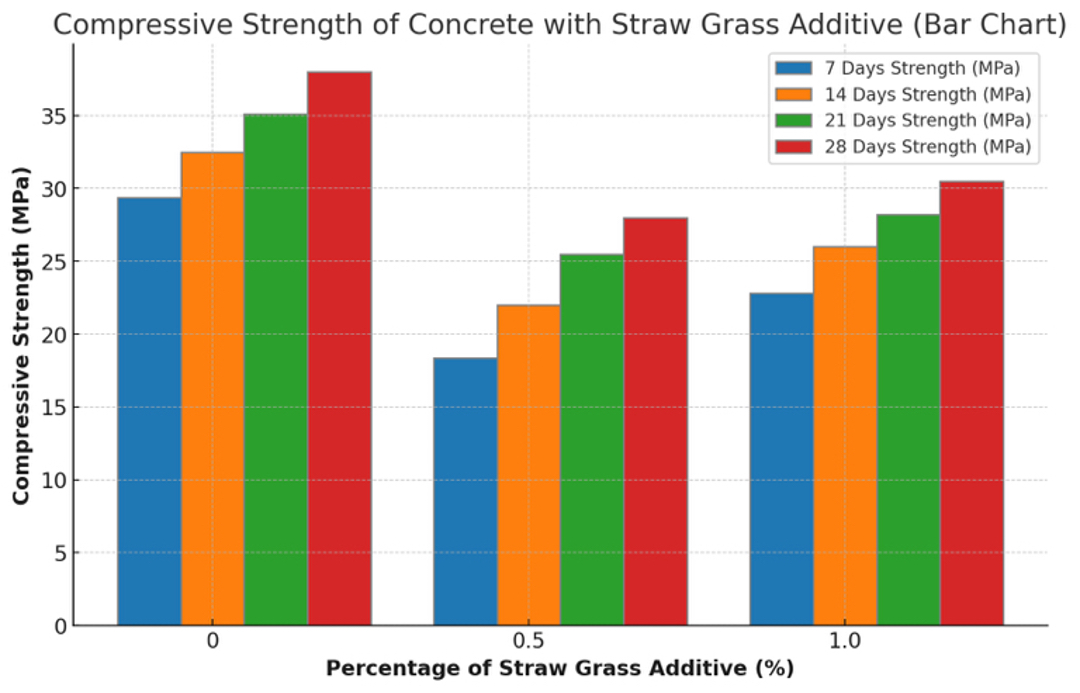 Compressive Strength of Concrete with Straw Grass Additive (Bar Chart)
7 Days Strength (MPa)
14 Days Strength (MPa)
21 Days Strength (MPa)
28 Days Strength (MPa)
Compressive Strength (MPa)
35
30
25
20
15
10
5
0
0 0.5 1.0
Percentage of Straw Grass Additive (%)